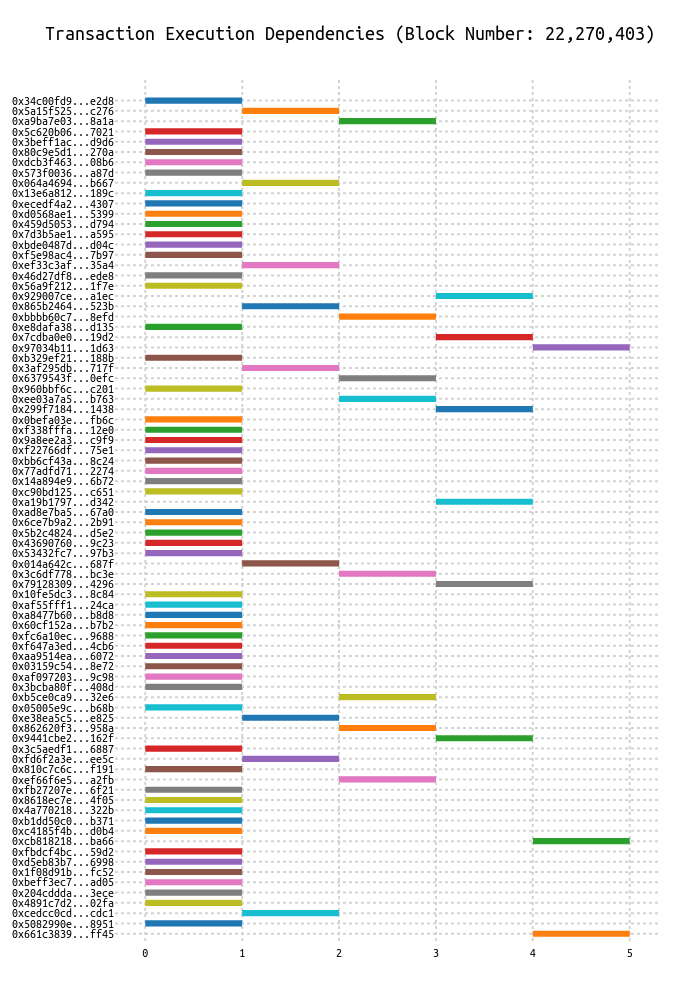 Transaction Execution Dependencies (Block Number: 22,270,403)
0x34c00fd9...e2d8
0x5a15f525...c276
0xa9ba7e03...8a1a
0x5c620b06...7021
0x3beff1ac...d9d6
0x80c9e5d1...270a
0xdcb3f463...08b6
0x573f0036...a87d
0x064a4694...b667
0x13e6a812...189c
0xecedf4a2...4307
0xd0568ae1...5399
0x459d5053...d794
0x7d3b5ae1...a595
0xbde0487d...d04c
0xf5e98ac4...7b97
0xef33c3af...35a4
0x46d27df8...ede8
0x56a9f212...1f7e
0x929007ce...a1ec
0x865b2464...523b
0xbbbb60c7...8efd
0xe8dafa38...d135
0x7cdba0e0...19d2
0x97034b11...1d63
0xb329ef21...188b
0x3af295db...717f
0x6379543f...0efc
0x960bbf6c...c201
0xee03a7a5...b763
0x299f7184...1438
0x0befa03e...fb6c
0xf338fffa...12e0
0x9a8ee2a3...c9f9
0xf22766df...75e1
0xbb6cf43a...8c24
0x77adfd71...2274
0x14a894e9...6b72
0xc90bd125...c651
0xa19b1797...d342
0xad8e7ba5...67a0
0x6ce7b9a2...2b91
0x5b2c4824...d5e2
0x43690760...9c23
0x53432fc7...97b3
0x014a642c...687f
0x3c6df778...bc3e
0x79128309...4296
0x10fe5dc3...8c84
0xaf55fff1...24ca
0xa8477b60...b8d8
0x60cf152a...b7b2
0xfc6a10ec...9688
0xf647a3ed...4cb6
0xaa9514ea...6072
0x03159c54...8e72
0xaf097203...9c98
0x3bcba80f...408d
0xb5ce0ca9...32e6
0x05005e9c...b68b
0xe38ea5c5...e825
0x862620f3...958a
0x9441cbe2...162f
0x3c5aedf1...6887
0xfd6f2a3e...ee5c
0x810c7c6c...f191
0xef66f6e5...a2fb
0xfb27207e...6f21
0x8618ec7e...4f05
0x4a770218...322b
0xb1dd50c0...b371
0xc4185f4b...d0b4
0xcb818218...ba66
0xfbdcf4bc...59d2
0xd5eb83b7...6998
0x1f08d91b...fc52
0xbeff3ec7...ad05
0x204cddda...3ece
0x4891c7d2...02fa
0xcedcc0cd...cdc1
0x5082990e...8951
0x661c3839...ff45
0 1 2 3 4 5